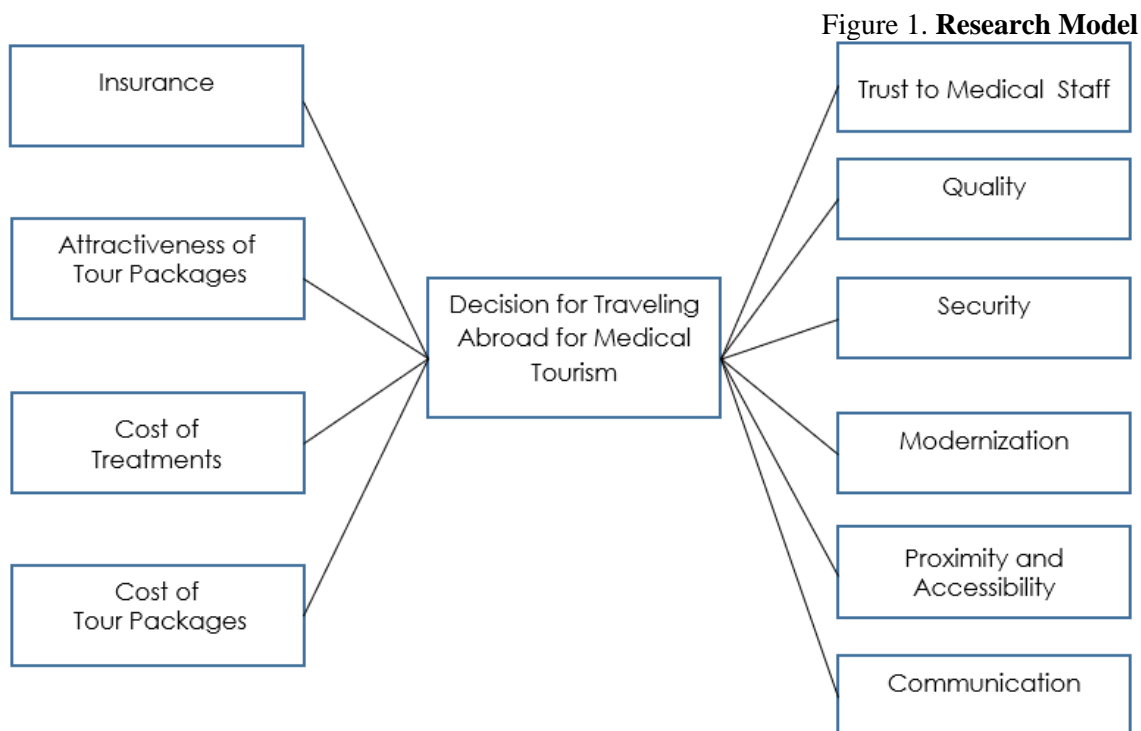 Figure 1. Research Model
Insurance
Attractiveness of
Tour Packages
Cost of
Treatments
Cost of
Tour Packages
Decision for Traveling
Abroad for Medical
Tourism
Trust to Medical Staff
Quality
Security
Modernization
Proximity and
Accessibility
Communication